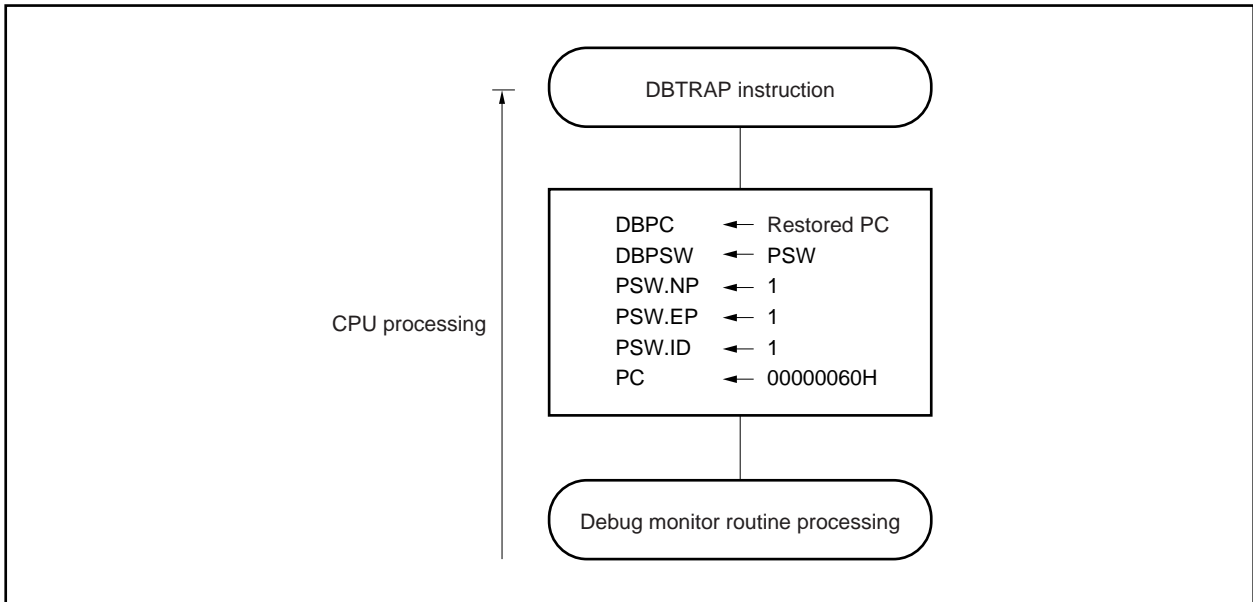 DBTRAP instruction
CPU processing
DBPC ← Restored PC
DBPSW ← PSW
PSW.NP ← 1
PSW.EP ← 1
PSW.ID ← 1
PC ← 00000060H
Debug monitor routine processing